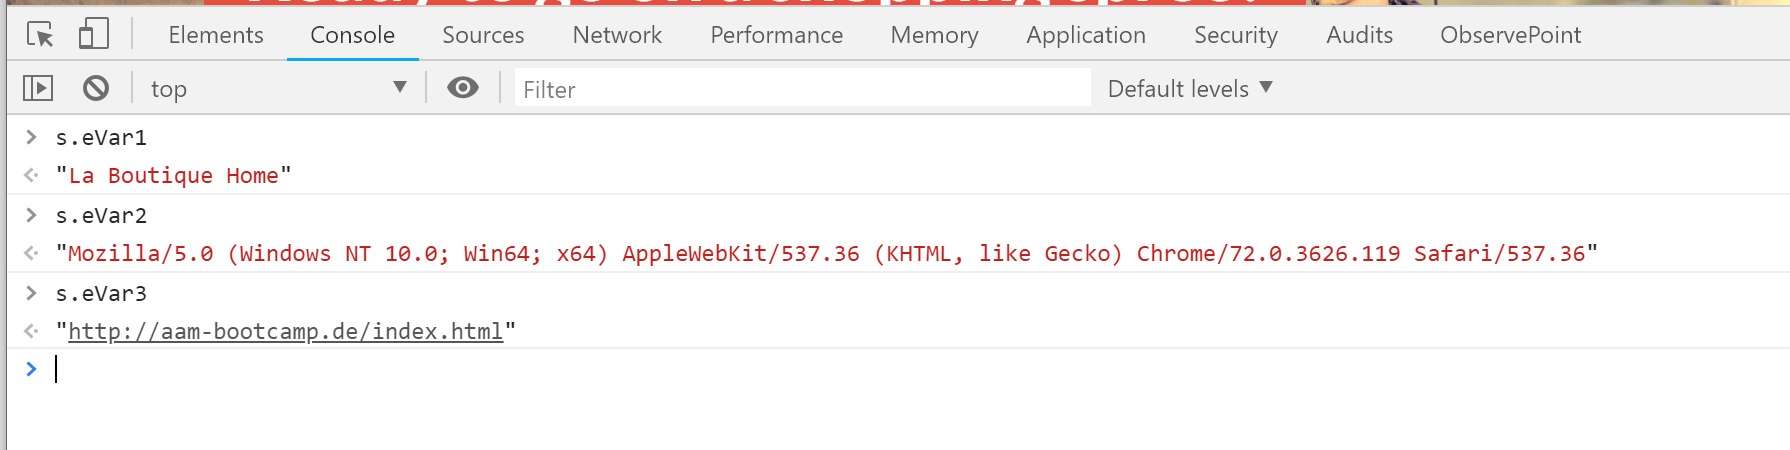 Elements Console Sources Network Performance Memory Application Security Audits ObservePoint
top Filter Default levels
s.eVar1
"La Boutique Home"
s.eVar2
"Mozilla/5.0 (Windows NT 10.0; Win64; x64) AppleWebKit/537.36 (KHTML, like Gecko) Chrome/72.0.3626.119 Safari/537.36"
s.eVar3
"http://aam-bootcamp.de/index.html"